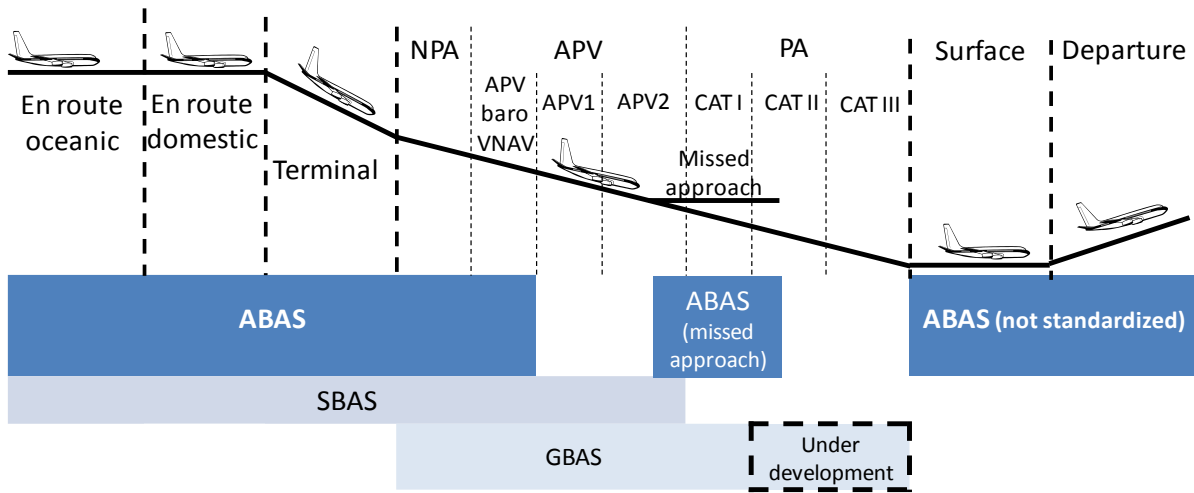 NPA
APV
PA
Surface
Departure
En route
oceanic
En route
domestic
Terminal
APV
baro
VNAV
APV1
APV2
CAT I
CAT II
CAT III
Missed
approach
ABAS
ABAS
(missed
approach)
ABAS (not standardized)
SBAS
GBAS
Under
development